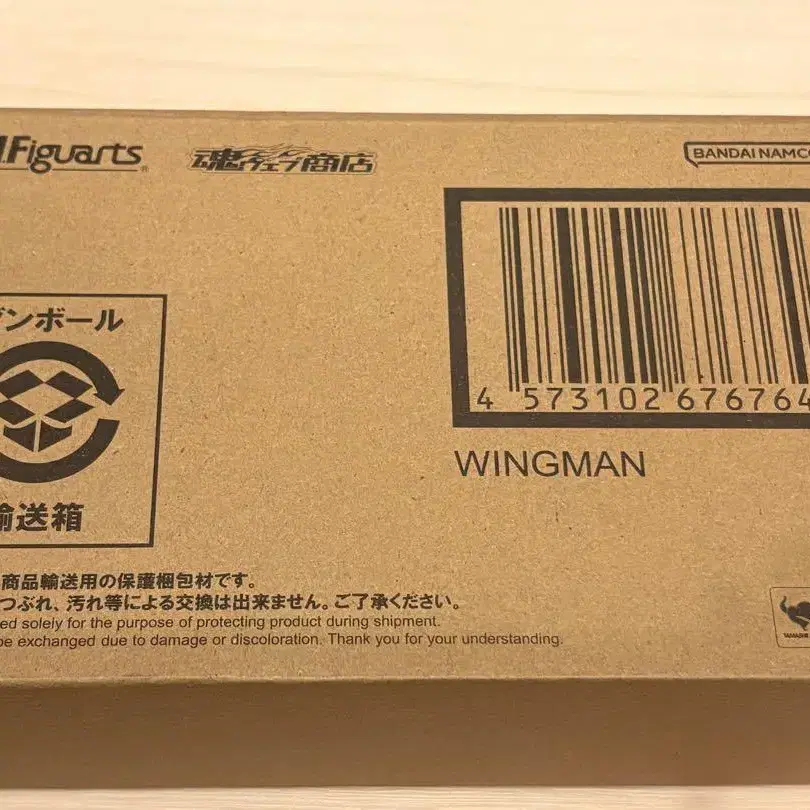 .Figuarts
魂ウェブ商店
BANDAI NAMCO
ダンボール
輸送箱
4 573102 676764
WINGMAN
商品輸送用の保護梱包材です。
つぶれ、汚れ等による交換は出来ません。ご了承ください。
ed solely for the purpose of protecting product during shipment.
be exchanged due to damage or discoloration. Thank you for your understanding.